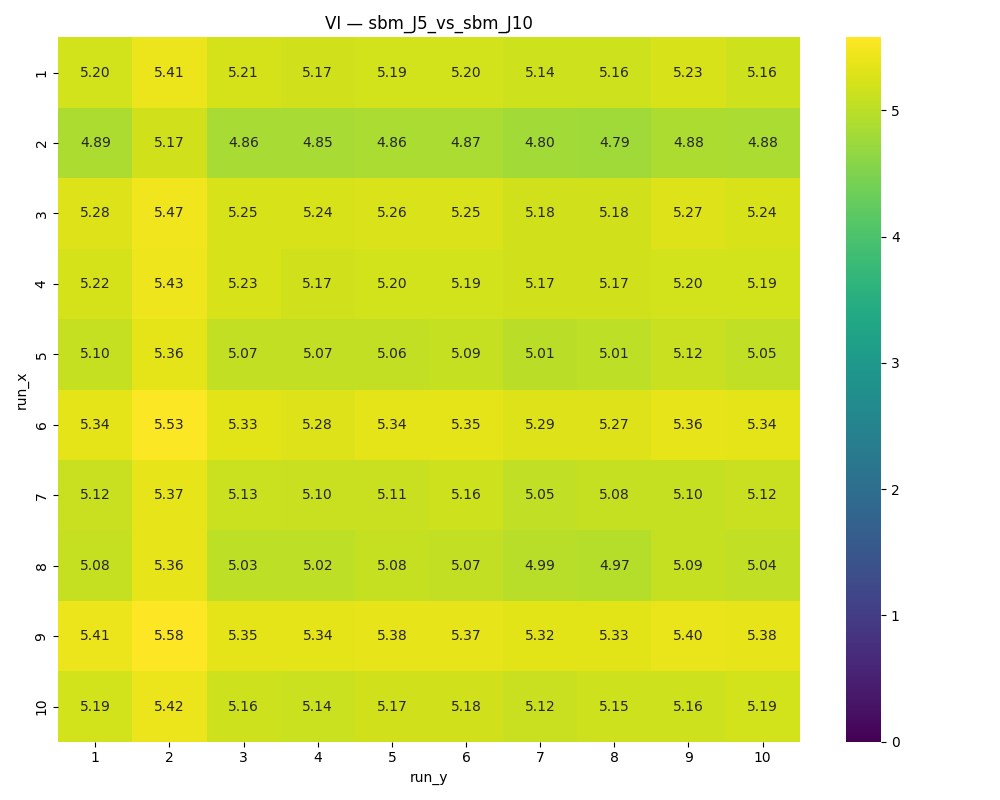 VI — sbm_J5_vs_sbm_J10
1 5.20 5.41 5.21 5.17 5.19 5.20 5.14 5.16 5.23 5.16
2 4.89 5.17 4.86 4.85 4.86 4.87 4.80 4.79 4.88 4.88
3 5.28 5.47 5.25 5.24 5.26 5.25 5.18 5.18 5.27 5.24
4 5.22 5.43 5.23 5.17 5.20 5.19 5.17 5.17 5.20 5.19
5 5.10 5.36 5.07 5.07 5.06 5.09 5.01 5.01 5.12 5.05
6 5.34 5.53 5.33 5.28 5.34 5.35 5.29 5.27 5.36 5.34
7 5.12 5.37 5.13 5.10 5.11 5.16 5.05 5.08 5.10 5.12
8 5.08 5.36 5.03 5.02 5.08 5.07 4.99 4.97 5.09 5.04
9 5.41 5.58 5.35 5.34 5.38 5.37 5.32 5.33 5.40 5.38
10 5.19 5.42 5.16 5.14 5.17 5.18 5.12 5.15 5.16 5.19
1 2 3 4 5 6 7 8 9 10
run_y
run_x
5
4
3
2
1
0